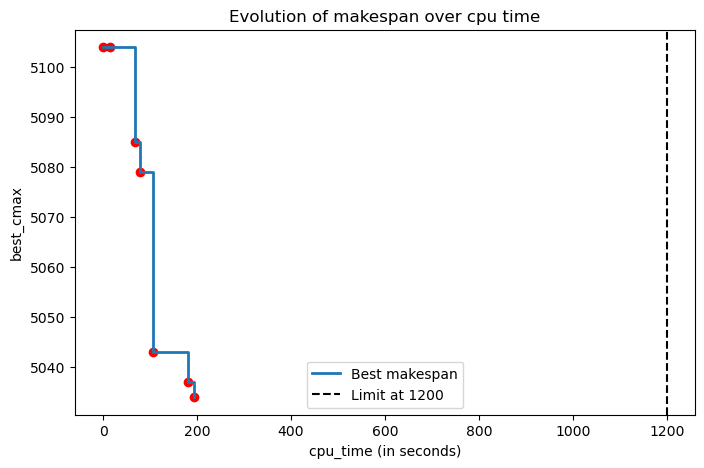 Evolution of makespan over cpu time
best_cmax
5100
5090
5080
5070
5060
5050
5040
Best makespan
Limit at 1200
0 200 400 600 800 1000 1200
cpu_time (in seconds)